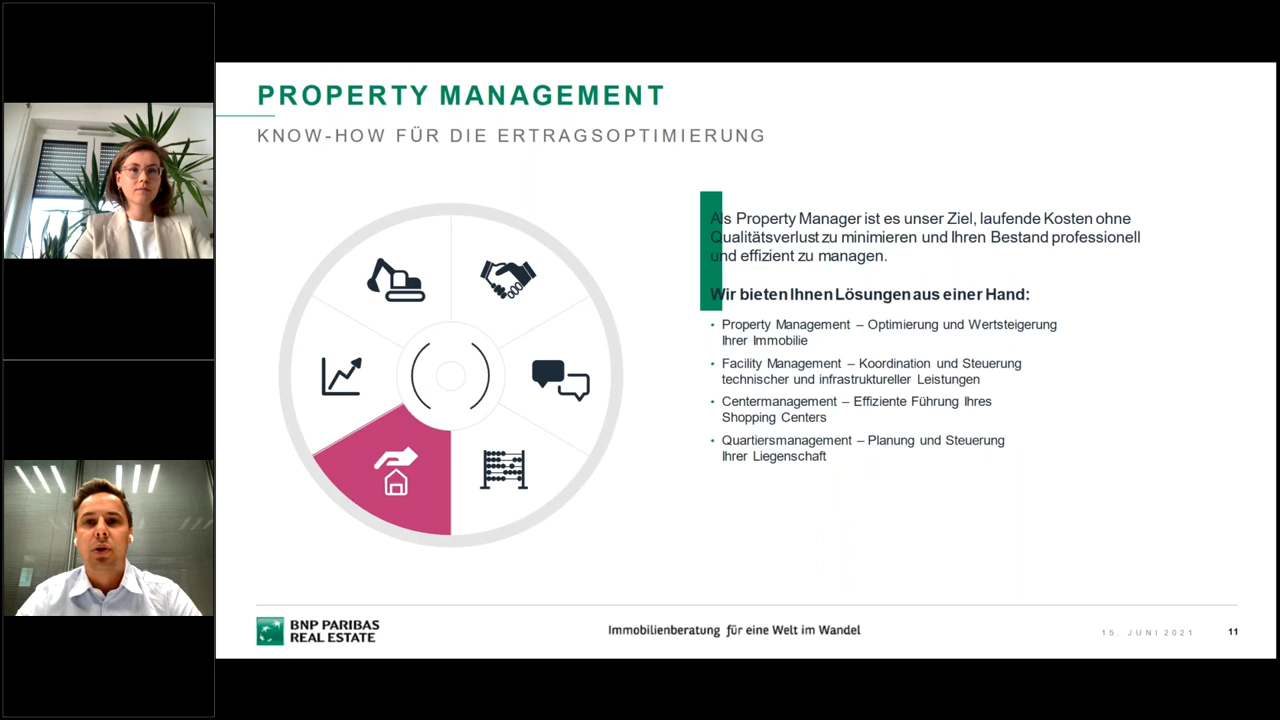 PROPERTY MANAGEMENT
KNOW-HOW FÜR DIE ERTRAGSOPTIMIERUNG
Als Property Manager ist es unser Ziel, laufende Kosten ohne
Qualitätsverlust zu minimieren und Ihren Bestand professionell
und effizient zu managen.
Wir bieten Ihnen Lösungen aus einer Hand:
• Property Management – Optimierung und Wertsteigerung
Ihrer Immobilie
• Facility Management – Koordination und Steuerung
technischer und infrastruktureller Leistungen
• Centermanagement – Effiziente Führung Ihres
Shopping Centers
• Quartiersmanagement – Planung und Steuerung
Ihrer Liegenschaft
BNP PARIBAS
REAL ESTATE
Immobilienberatung für eine Welt im Wandel
15. JUNI 2021
11